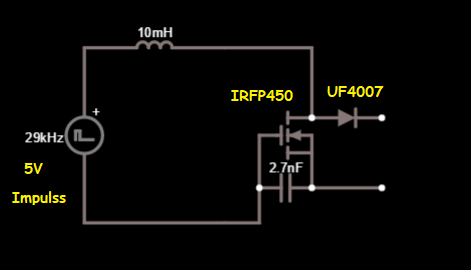 10mH
IRFP450
UF4007
+
29kHz
5V
2.7nF
Impulss